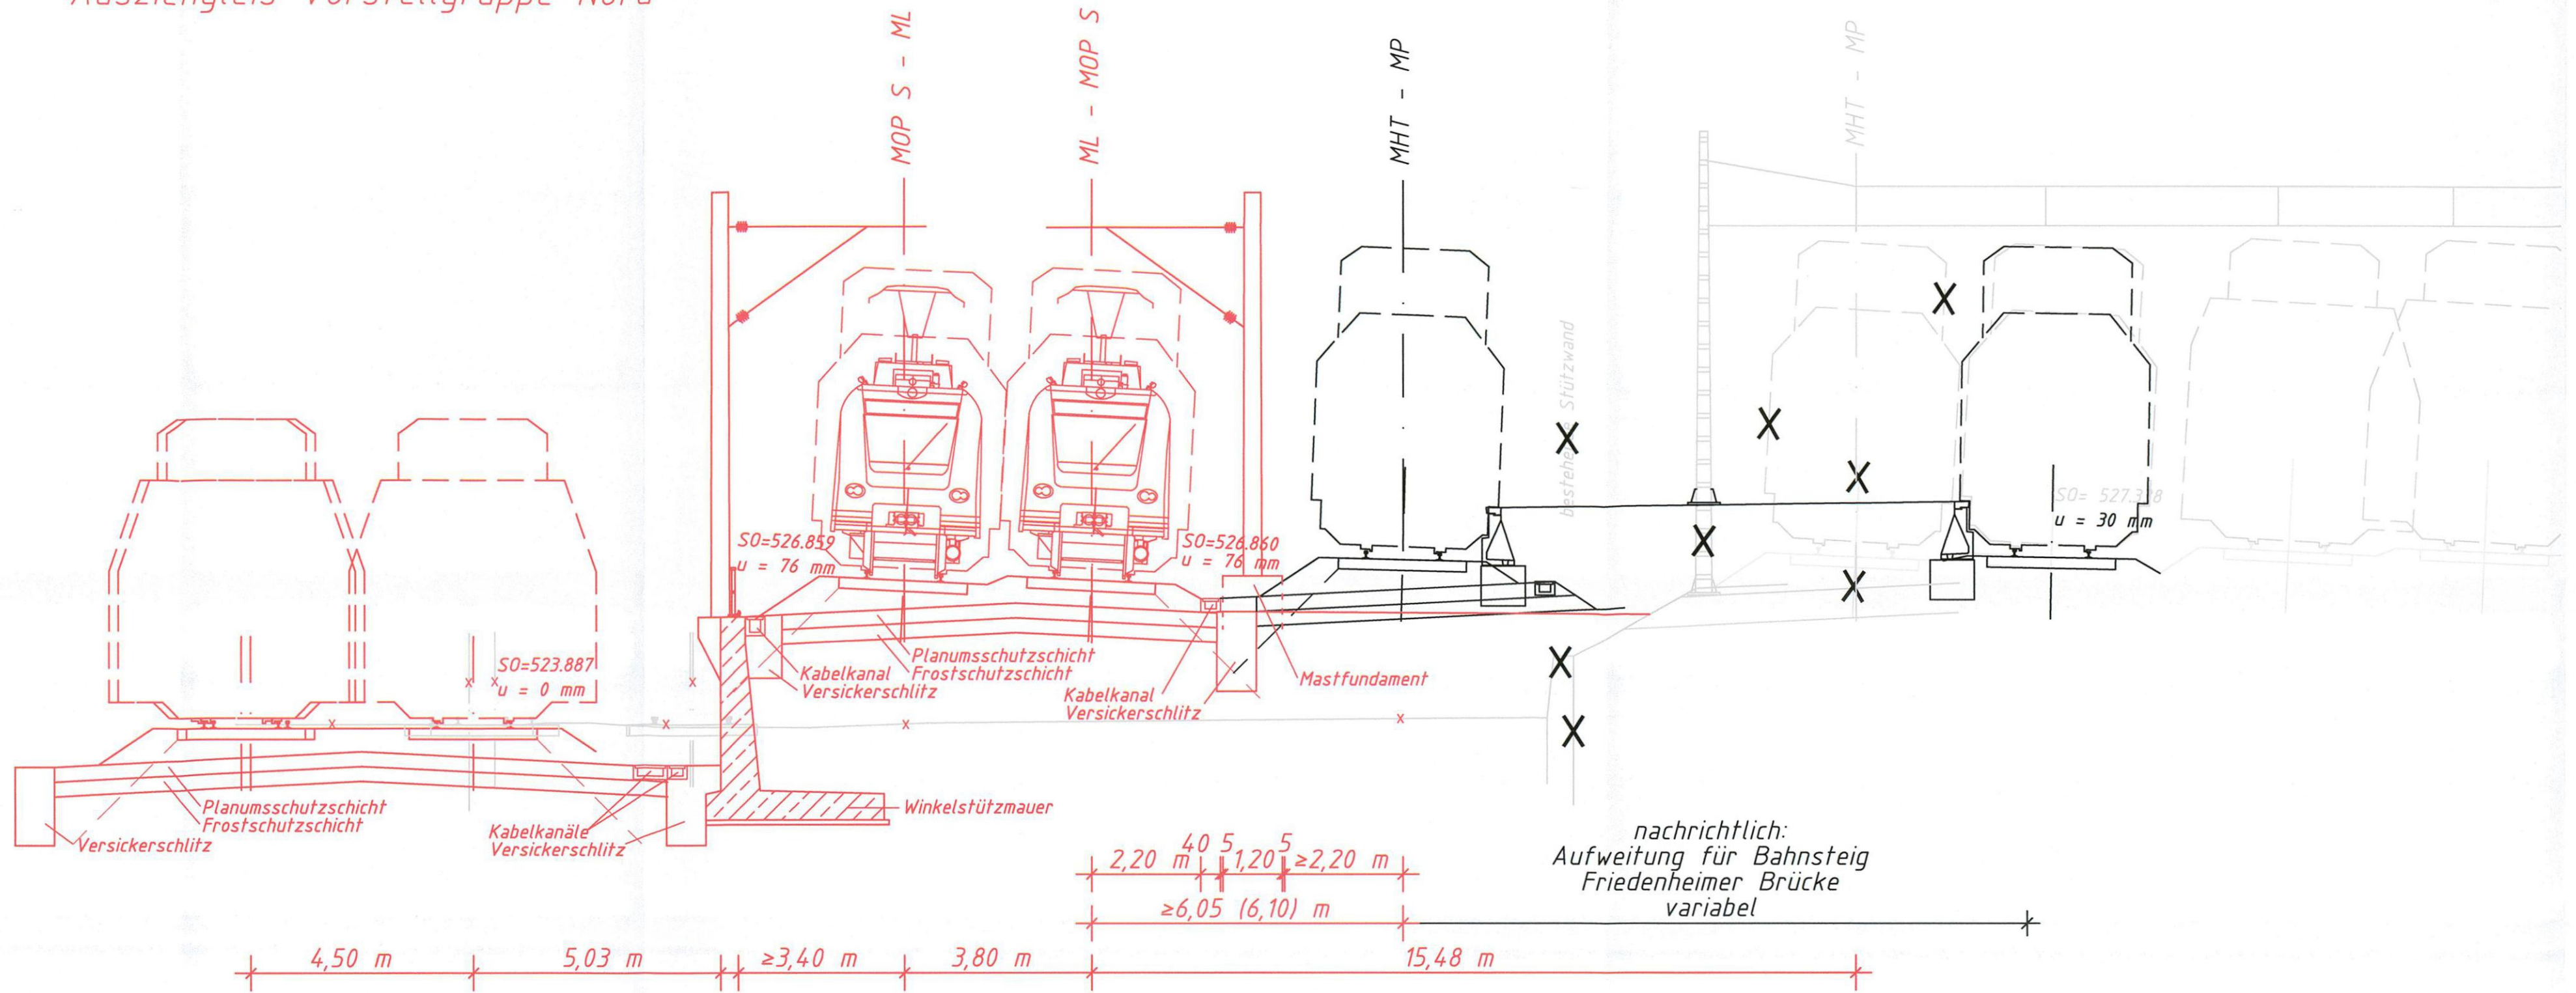 Ausziehgleis Vorstellgruppe Nord
MOP S - ML
ML - MOP S
MHT - MP
MHT - MP
bestehende Stützwand
SO=526.859
u = 76 mm
SO=526.860
u = 76 mm
u = 30 mm
SO=523.887
u = 0 mm
Planumsschutzschicht
Frostschutzschicht
Kabelkanal
Versickerschlitz
Kabelkanal
Versickerschlitz
Mastfundament
Planumsschutzschicht
Frostschutzschicht
Versickerschlitz
Kabelkanäle
Versickerschlitz
Winkelstützmauer
nachrichtlich:
Aufweitung für Bahnsteig
Friedenheimer Brücke
variabel
2,20 m 40 5 1,20 5 ≥2,20 m
≥6,05 (6,10) m
4,50 m 5,03 m ≥3,40 m 3,80 m 15,48 m